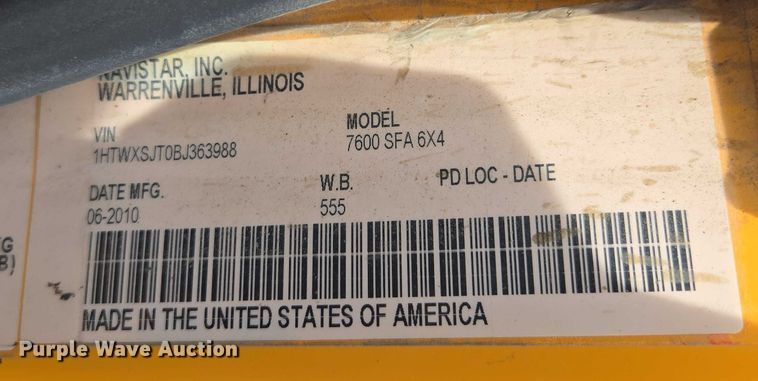 NAVISTAR, INC.
WARRENVILLE, ILLINOIS
VIN
1HTWXSJT0BJ363988
MODEL
7600 SFA 6X4
DATE MFG.
06-2010
W.B.
555
PD LOC - DATE
MADE IN THE UNITED STATES OF AMERICA
G
B)
Purple Wave Auction